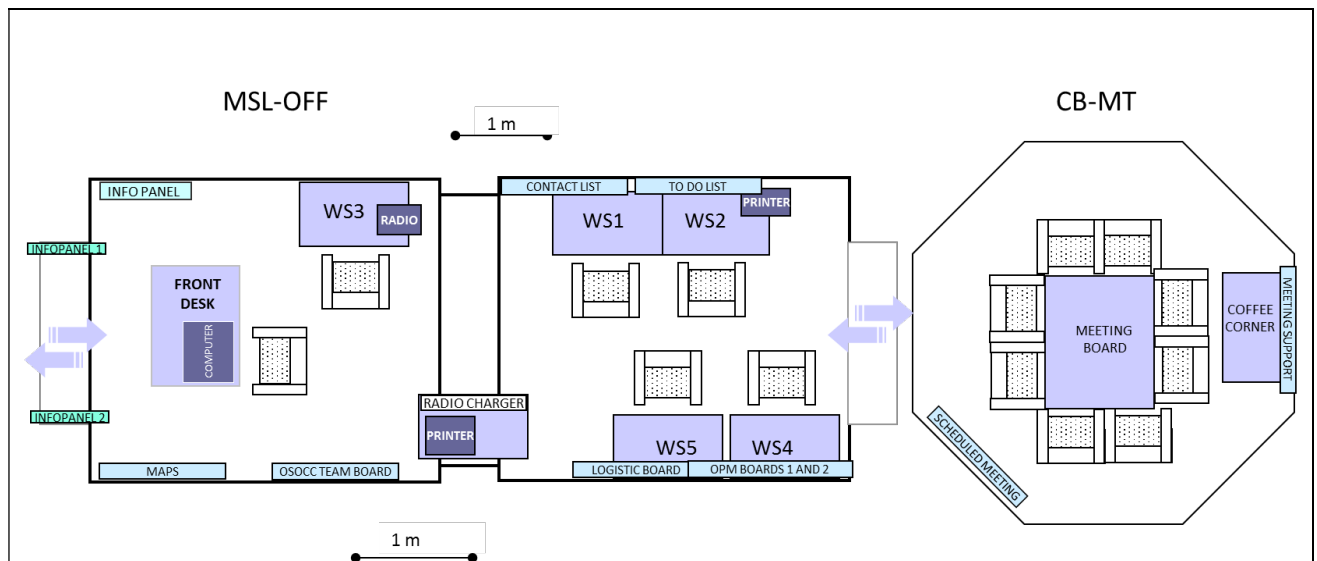 MSL-OFF
CB-MT
1 m
INFO PANEL
CONTACT LIST
TO DO LIST
WS3
RADIO
WS1
WS2
PRINTER
INFOPANEL 1
FRONT
DESK
COMPUTER
MEETING
BOARD
COFFEE
CORNER
MEETING SUPPORT
INFOPANEL 2
RADIO CHARGER
PRINTER
WS5
WS4
SCHEDULED MEETING
MAPS
OSOCC TEAM BOARD
LOGISTIC BOARD
OPM BOARDS 1 AND 2
1 m